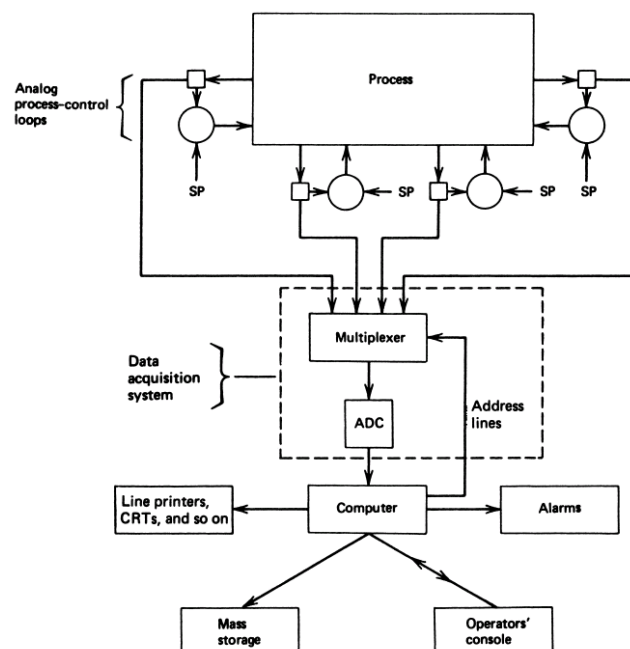 Process
Analog
process-control
loops
SP
SP
SP
SP
Multiplexer
Data
acquisition
system
ADC
Address
lines
Line printers,
CRTs, and so on
Computer
Alarms
Mass
storage
Operators'
console